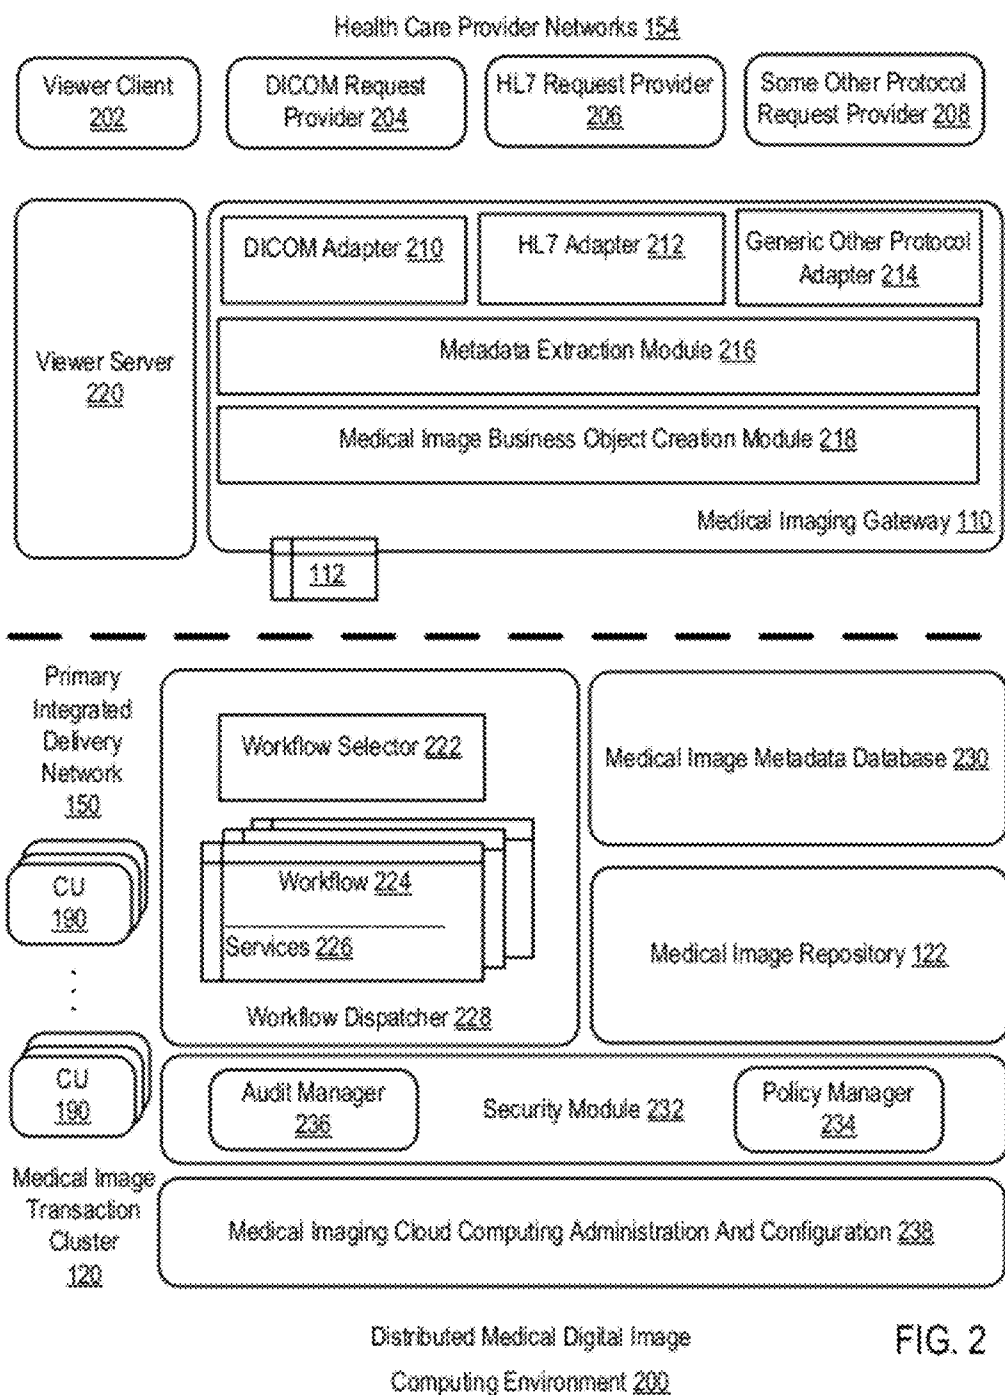 Health Care Provider Networks 154
Viewer Client
202
DICOM Request
Provider 204
HL7 Request Provider
206
Some Other Protocol
Request Provider 208
Viewer Server
220
DICOM Adapter 210
HL7 Adapter 212
Generic Other Protocol
Adapter 214
Metadata Extraction Module 216
Medical Image Business Object Creation Module 218
Medical Imaging Gateway 110
112
Primary
Integrated
Delivery
Network
150
CU
190
CU
190
Medical Image
Transaction
Cluster
120
Workflow Selector 222
Workflow 224
Services 226
Workflow Dispatcher 228
Medical Image Metadata Database 230
Medical Image Repository 122
Audit Manager
236
Security Module 232
Policy Manager
234
Medical Imaging Cloud Computing Administration And Configuration 238
Distributed Medical Digital Image
Computing Environment 200
FIG. 2